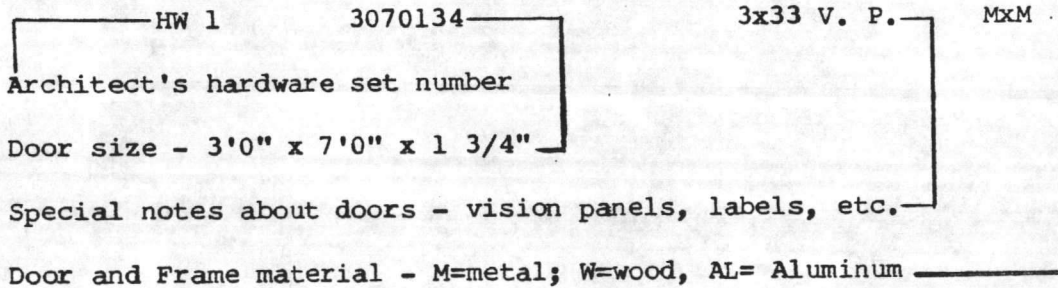 HW 1 3070134 3x33 V. P. MxM
Architect's hardware set number
Door size - 3'0" x 7'0" x 1 3/4"
Special notes about doors - vision panels, labels, etc.
Door and Frame material - M=metal; W=wood, AL= Aluminum